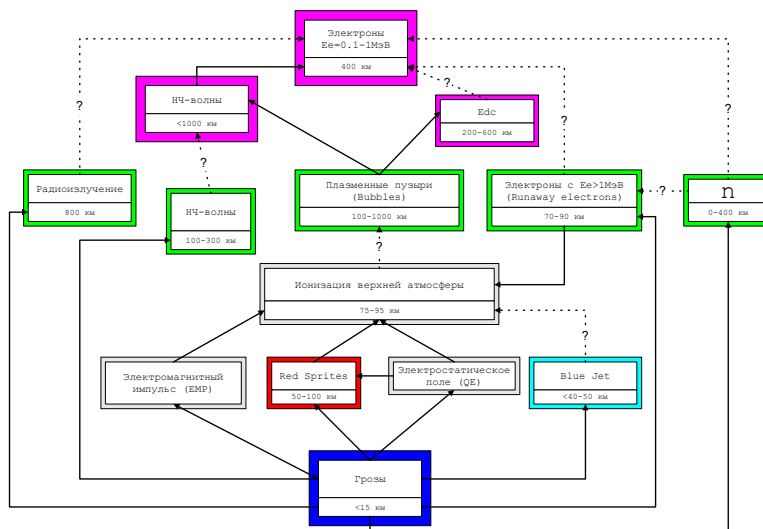 Электроны
Ee=0.1-1МэВ
400 км
?
?
?
?
НЧ-волны
<1000 км
Edc
200-600 км
?
Радиоизлучение
800 км
НЧ-волны
100-300 км
Плазменные пузыри
(Bubbles)
100-1000 км
Электроны с Ee>1МэВ
(Runaway electrons)
70-90 км
?
n
0-400 км
?
Ионизация верхней атмосферы
75-95 км
?
Электромагнитный
импульс (EMP)
Red Sprites
50-100 км
Электростатическое
поле (QE)
Blue Jet
<40-50 км
Грозы
<15 км